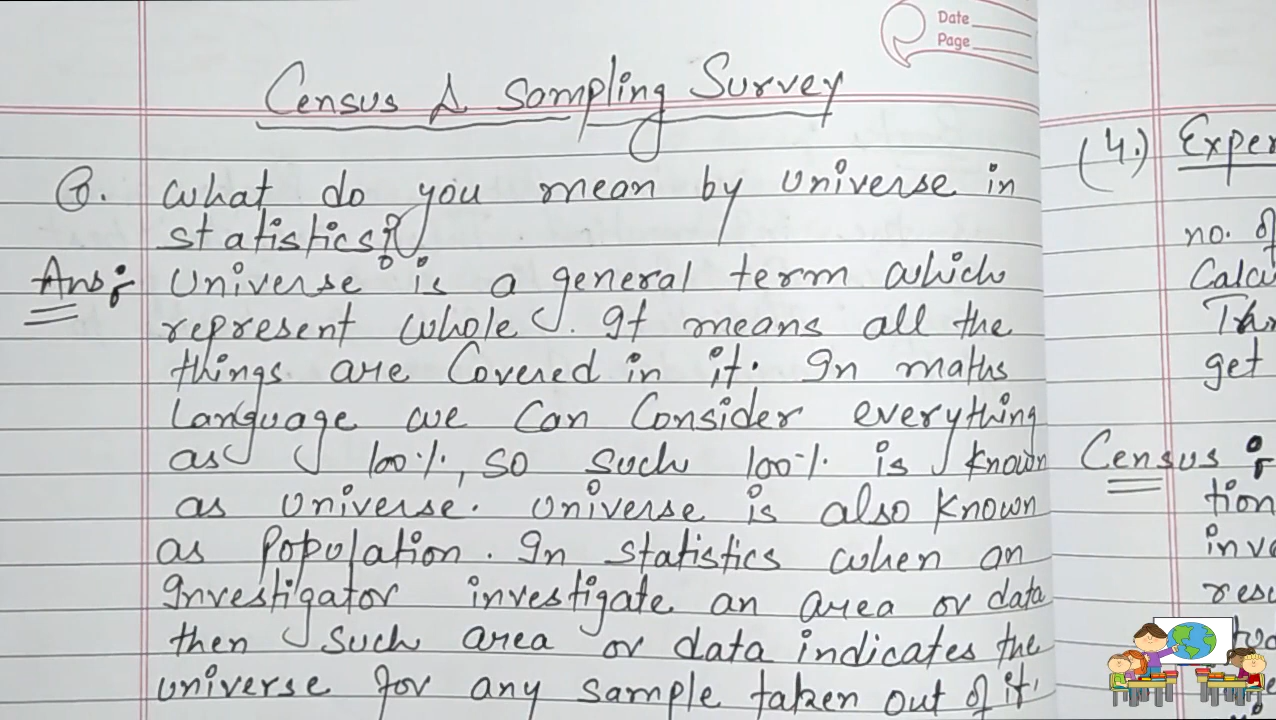 Date
Page
Census & Sampling Survey
Q. What do you mean by universe in
statistics?
Ans:- Universe is a general term which
represent whole. It means all the
things are covered in it. In maths
language we can consider everything
as 100%, so such 100% is known
as universe. Universe is also known
as population. In statistics when an
Investigator investigate an area or data
then such area or data indicates the
universe for any sample taken out of it.
(4.) Exper
no. of
Calcu
get
Census :-
tion
inve
resu